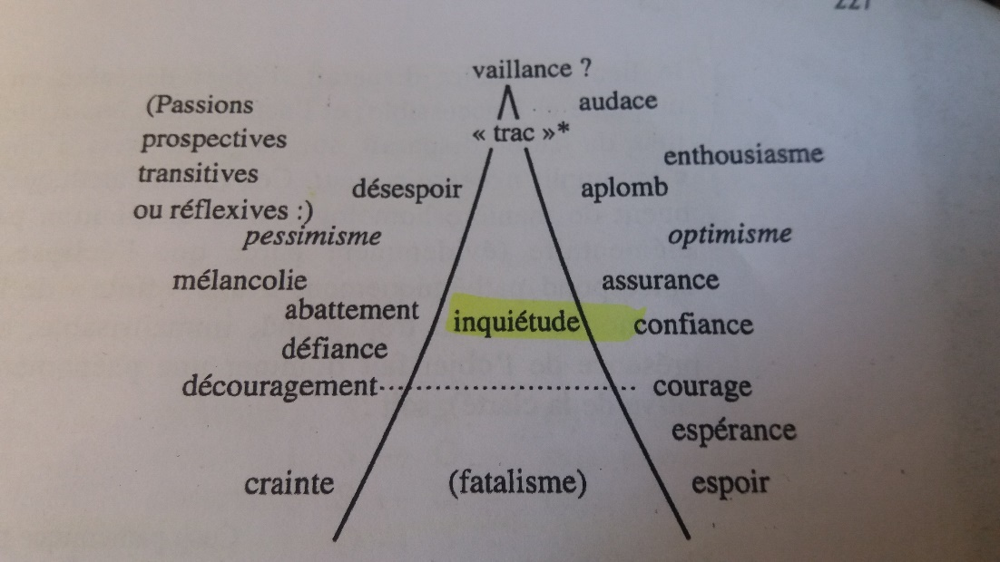 221
vaillance ?
(Passions
audace
« trac »*
prospectives
enthousiasme
transitives
désespoir
aplomb
ou réflexives :)
pessimisme
optimisme
mélancolie
assurance
abattement
inquiétude
confiance
défiance
découragement
courage
espérance
crainte
(fatalisme)
espoir